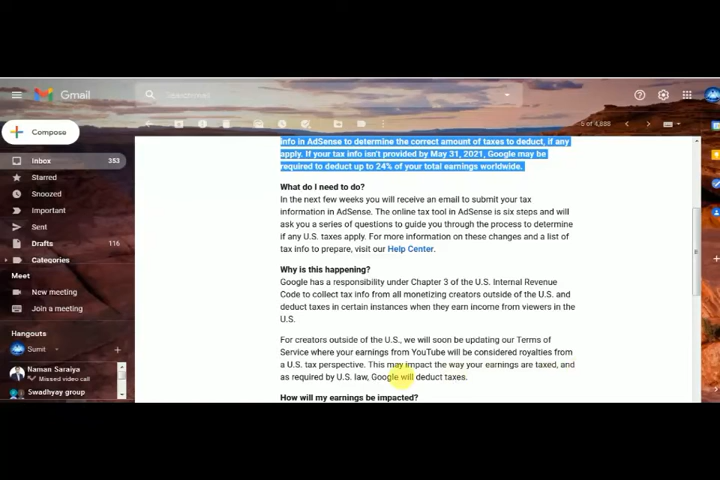 Gmail
Search mail
Compose
6 of 4,888
Inbox 353
Starred
Snoozed
Important
Sent
Drafts 116
Categories
Meet
New meeting
Join a meeting
Hangouts
Sumit
Naman Saraiya
Missed video call
Swadhyay group
info in AdSense to determine the correct amount of taxes to deduct, if any
apply. If your tax info isn't provided by May 31, 2021, Google may be
required to deduct up to 24% of your total earnings worldwide.
What do I need to do?
In the next few weeks you will receive an email to submit your tax
information in AdSense. The online tax tool in AdSense is six steps and will
ask you a series of questions to guide you through the process to determine
if any U.S. taxes apply. For more information on these changes and a list of
tax info to prepare, visit our Help Center.
Why is this happening?
Google has a responsibility under Chapter 3 of the U.S. Internal Revenue
Code to collect tax info from all monetizing creators outside of the U.S. and
deduct taxes in certain instances when they earn income from viewers in the
U.S.
For creators outside of the U.S., we will soon be updating our Terms of
Service where your earnings from YouTube will be considered royalties from
a U.S. tax perspective. This may impact the way your earnings are taxed, and
as required by U.S. law, Google will deduct taxes.
How will my earnings be impacted?